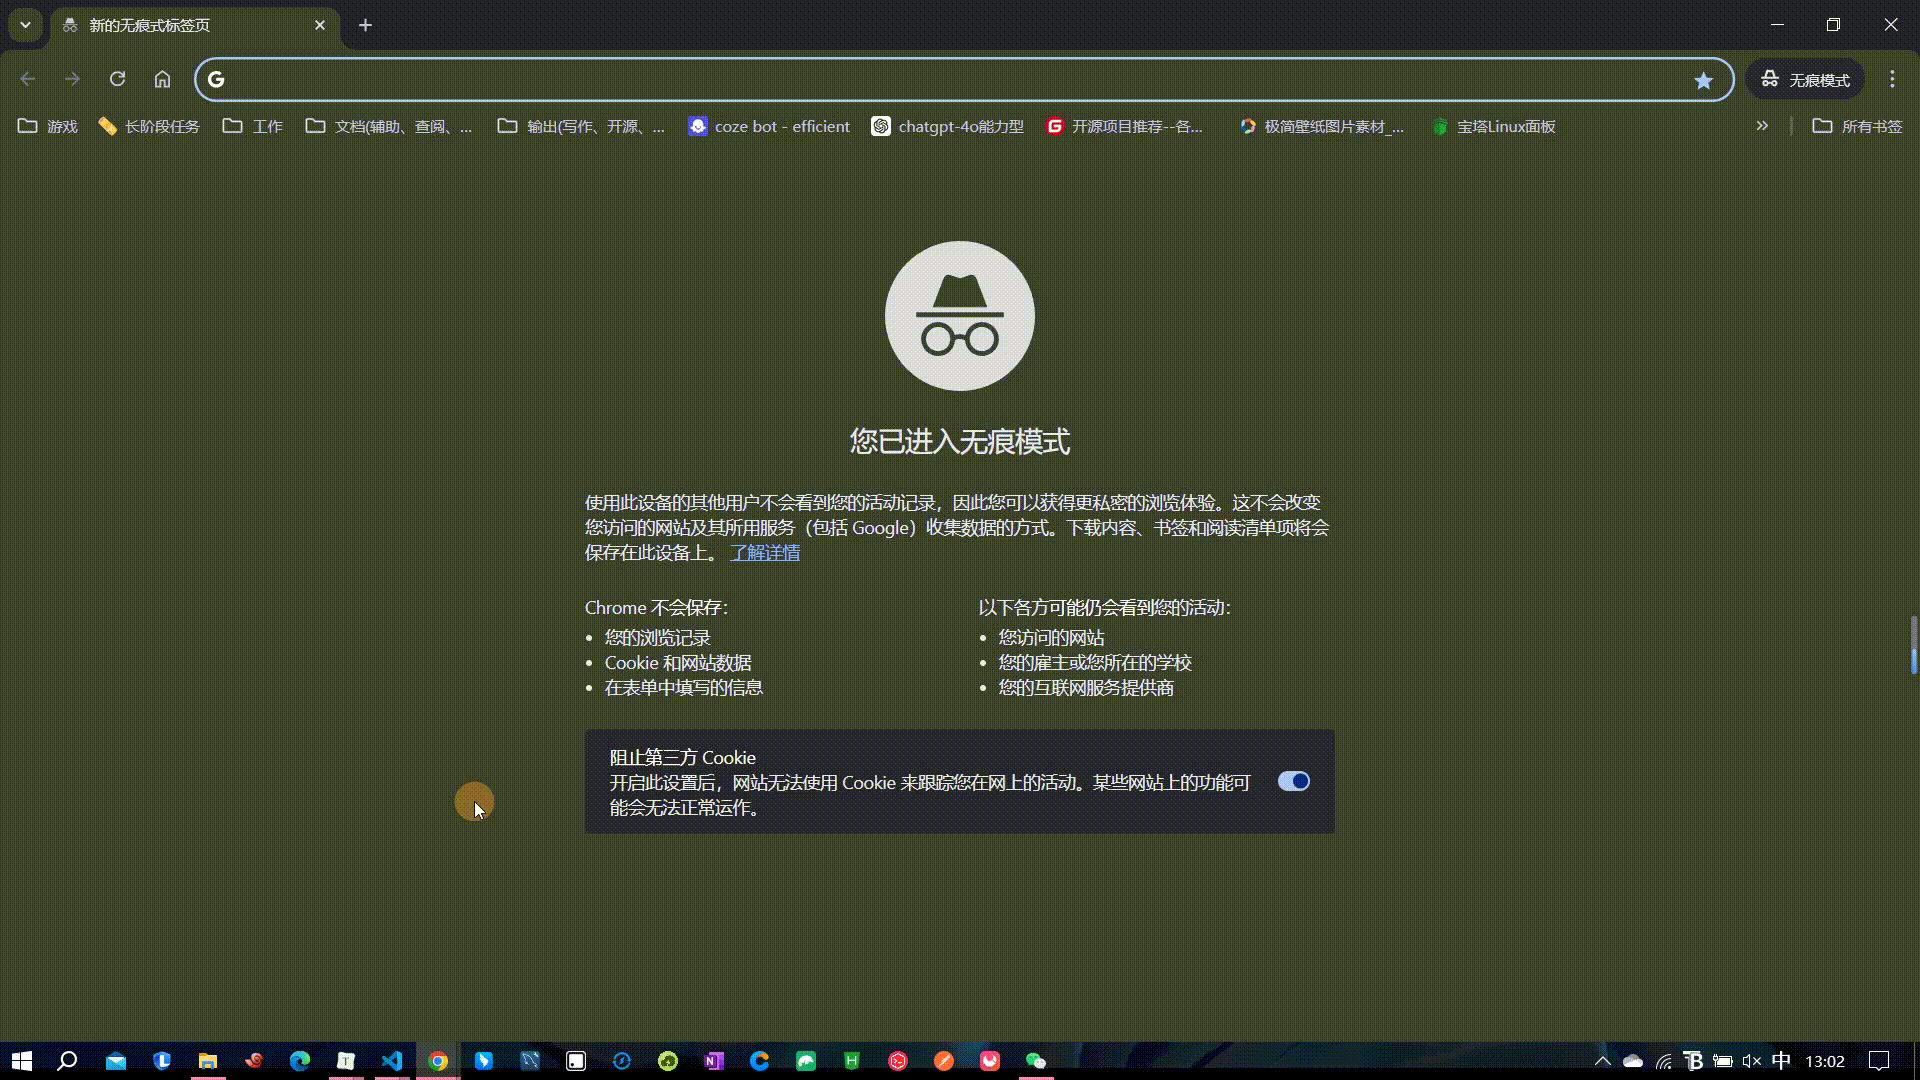 新的无痕式标签页
无痕模式
游戏
长阶段任务
工作
文档(辅助、查阅、...
输出(写作、开源、...
coze bot - efficient
chatgpt-4o能力型
开源项目推荐--各...
极简壁纸图片素材_...
宝塔Linux面板
所有书签
您已进入无痕模式
使用此设备的其他用户不会看到您的活动记录，因此您可以获得更私密的浏览体验。这不会改变
您访问的网站及其所用服务（包括 Google）收集数据的方式。下载内容、书签和阅读清单项将会
保存在此设备上。 了解详情
Chrome 不会保存：
您的浏览记录
Cookie 和网站数据
在表单中填写的信息
以下各方可能仍会看到您的活动：
您访问的网站
您的雇主或您所在的学校
您的互联网服务提供商
阻止第三方 Cookie
开启此设置后，网站无法使用 Cookie 来跟踪您在网上的活动。某些网站上的功能可
能会无法正常运作。
中
13:02